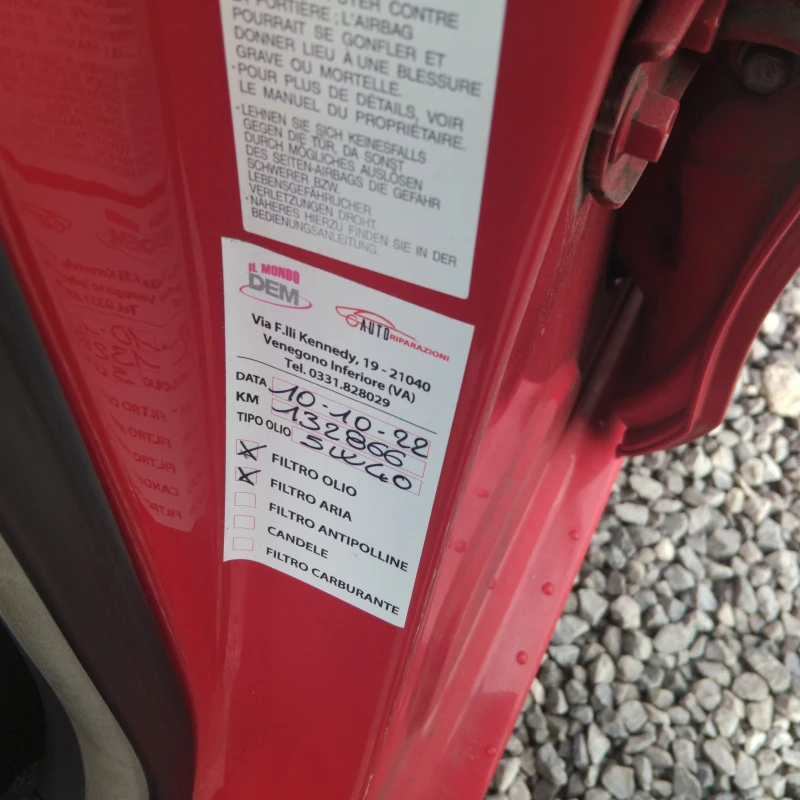 CONTRE
PORTIÈRE ; L'AIRBAG
POURRAIT SE GONFLER ET
DONNER LIEU À UNE BLESSURE
GRAVE OU MORTELLE.
·POUR PLUS DE DÉTAILS, VOIR
LE MANUEL DU PROPRIÉTAIRE.
·LEHNEN SIE SICH KEINESFALLS
GEGEN DIE TÜR. DA SONST
DURCH MÖGLICHES AUSLÖSEN
DES SEITEN-AIRBAGS DIE GEFAHR
SCHWERER BZW.
LEBENSGEFÄHRLICHER
VERLETZUNGEN DROHT.
·NÄHERES HIERZU FINDEN SIE IN DER
BEDIENUNGSANLEITUNG.
IL MONDO
DEM
AUTORIPARAZIONI
Via F.lli Kennedy, 19 - 21040
Venegono Inferiore (VA)
Tel. 0331.828029
DATA 10-10-22
KM 132866
TIPO OLIO 5W40
FILTRO OLIO
FILTRO ARIA
FILTRO ANTIPOLLINE
CANDELE
FILTRO CARBURANTE